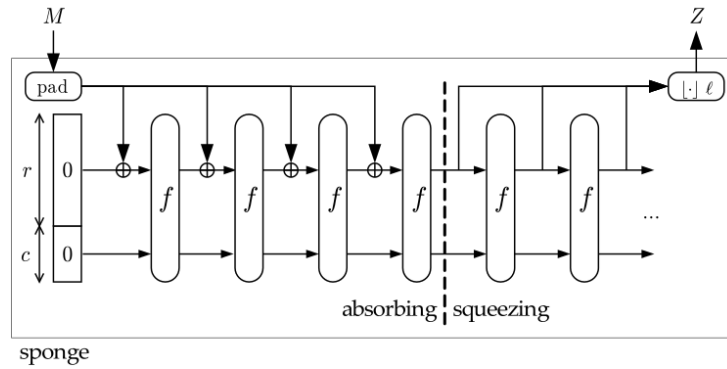 M Z
pad ⌊·⌋ ℓ
r 0 f f f f f f
c 0 ...
absorbing squeezing
sponge